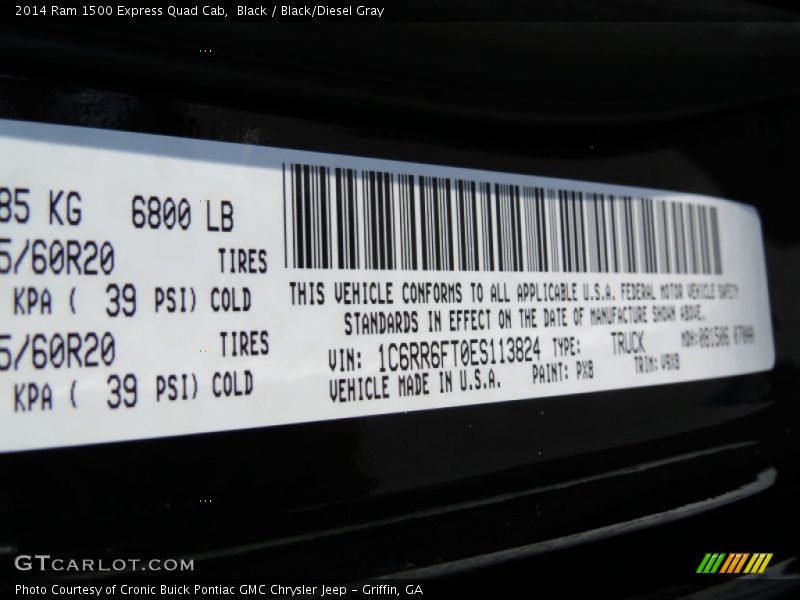 2014 Ram 1500 Express Quad Cab, Black / Black/Diesel Gray
85 KG 6800 LB
5/60R20 TIRES
KPA ( 39 PSI) COLD
5/60R20 TIRES
KPA ( 39 PSI) COLD
THIS VEHICLE CONFORMS TO ALL APPLICABLE U.S.A. FEDERAL MOTOR VEHICLE SAFETY
STANDARDS IN EFFECT ON THE DATE OF MANUFACTURE SHOWN ABOVE.
VIN: 1C6RR6FT0ES113824 TYPE: TRUCK
VEHICLE MADE IN U.S.A. PAINT: PX8 TRIM:
GTCARLOT.COM
Photo Courtesy of Cronic Buick Pontiac GMC Chrysler Jeep - Griffin, GA